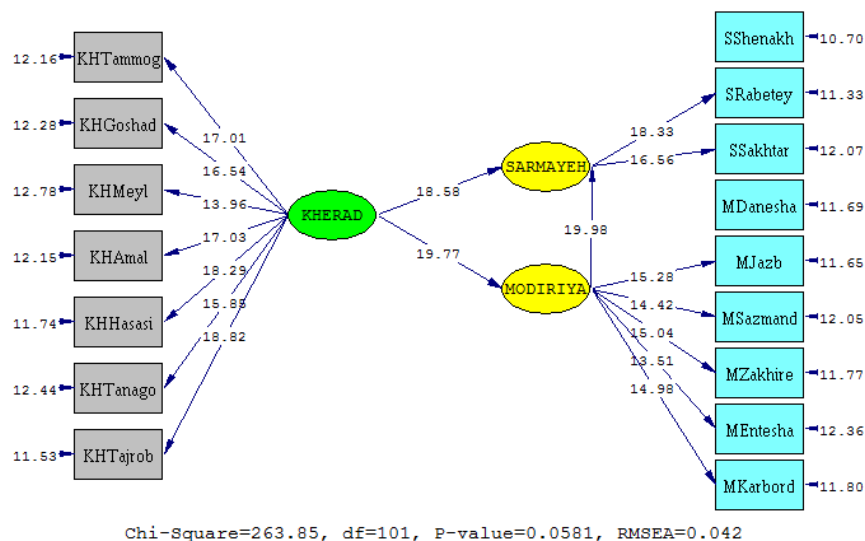 12.16 KHTammog
12.28 KHGoshad
12.78 KHMeyl
12.15 KHAmal
11.74 KHHasasi
12.44 KHTanago
11.53 KHTajrob
17.01
16.54
13.96
17.03
18.29
15.85
18.82
KHERAD
18.58
19.77
SARMAYEH
19.98
MODIRIYA
18.33
16.56
15.28
14.42
15.04
13.51
14.98
SShenakh 10.70
SRabetey 11.33
SSakhtar 12.07
MDanesha 11.69
MJazb 11.65
MSazmand 12.05
MZakhire 11.77
MEntesha 12.36
MKarbord 11.80
Chi-Square=263.85, df=101, P-value=0.0581, RMSEA=0.042